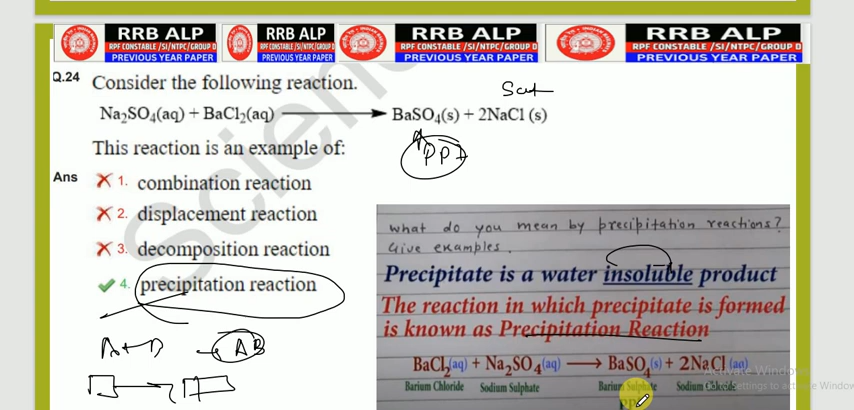 RRB ALP RRB ALP RRB ALP RRB ALP
RPF CONSTABLE /SI/NTPC/GROUP D RPF CONSTABLE /SI/NTPC/GROUP D RPF CONSTABLE /SI/NTPC/GROUP D RPF CONSTABLE /SI/NTPC/GROUP D
PREVIOUS YEAR PAPER PREVIOUS YEAR PAPER PREVIOUS YEAR PAPER PREVIOUS YEAR PAPER
Q.24 Consider the following reaction.
Na₂SO₄(aq) + BaCl₂(aq) ⟶ BaSO₄(s) + 2NaCl (s)
PPt
This reaction is an example of:
Ans 1. combination reaction
2. displacement reaction
3. decomposition reaction
4. precipitation reaction
A+B → AB
what do you mean by precipitation reactions?
Give examples.
Precipitate is a water insoluble product
The reaction in which precipitate is formed
is known as Precipitation Reaction
BaCl₂(aq) + Na₂SO₄(aq) ⟶ BaSO₄(s) + 2NaCl(aq)
Barium Chloride Sodium Sulphate Barium Sulphate Sodium Chloride
PPt
Activate Windows